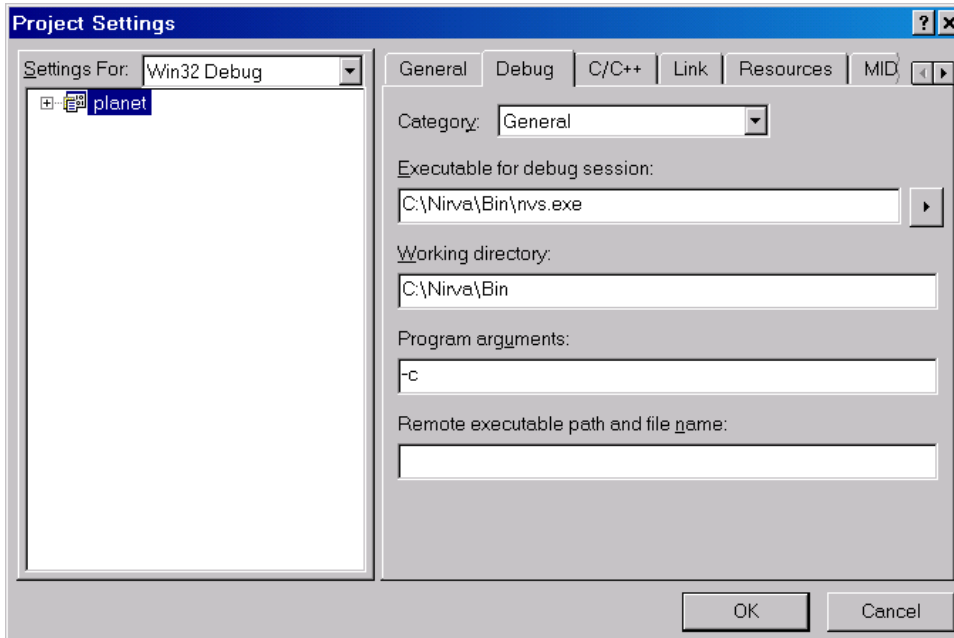 Project Settings
Settings For: Win32 Debug
planet
General Debug C/C++ Link Resources MID
Category: General
Executable for debug session:
C:\Nirva\Bin\nvs.exe
Working directory:
C:\Nirva\Bin
Program arguments:
-c
Remote executable path and file name:
OK Cancel